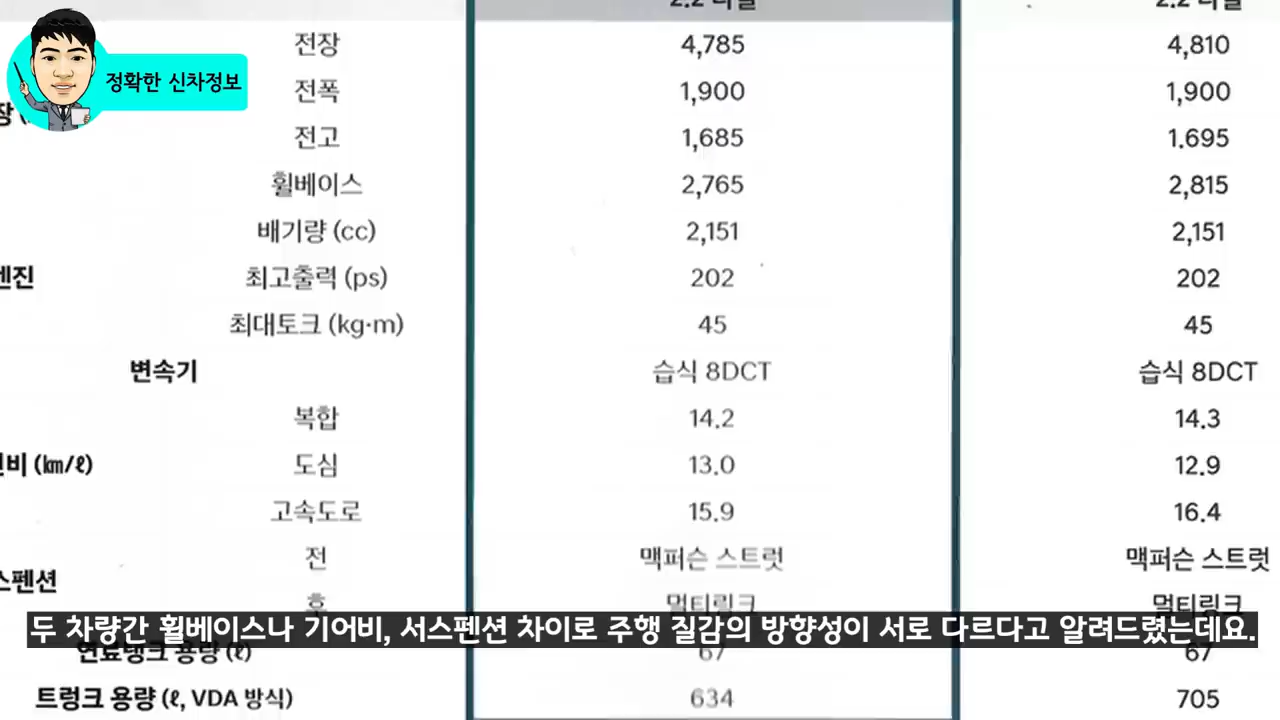 2.2 디젤 2.2 디젤
정확한 신차정보
전장 4,785 4,810
전폭 1,900 1,900
전고 1,685 1.695
휠베이스 2,765 2,815
배기량 (cc) 2,151 2,151
엔진 최고출력 (ps) 202 202
최대토크 (kg·m) 45 45
변속기 습식 8DCT 습식 8DCT
복합 14.2 14.3
연비 (㎞/ℓ) 도심 13.0 12.9
고속도로 15.9 16.4
전 맥퍼슨 스트럿 맥퍼슨 스트럿
스펜션
후 멀티링크 멀티링크
두 차량간 휠베이스나 기어비, 서스펜션 차이로 주행 질감의 방향성이 서로 다르다고 알려드렸는데요.
연료탱크 용량 (ℓ) 67 67
트렁크 용량 (ℓ, VDA 방식) 634 705